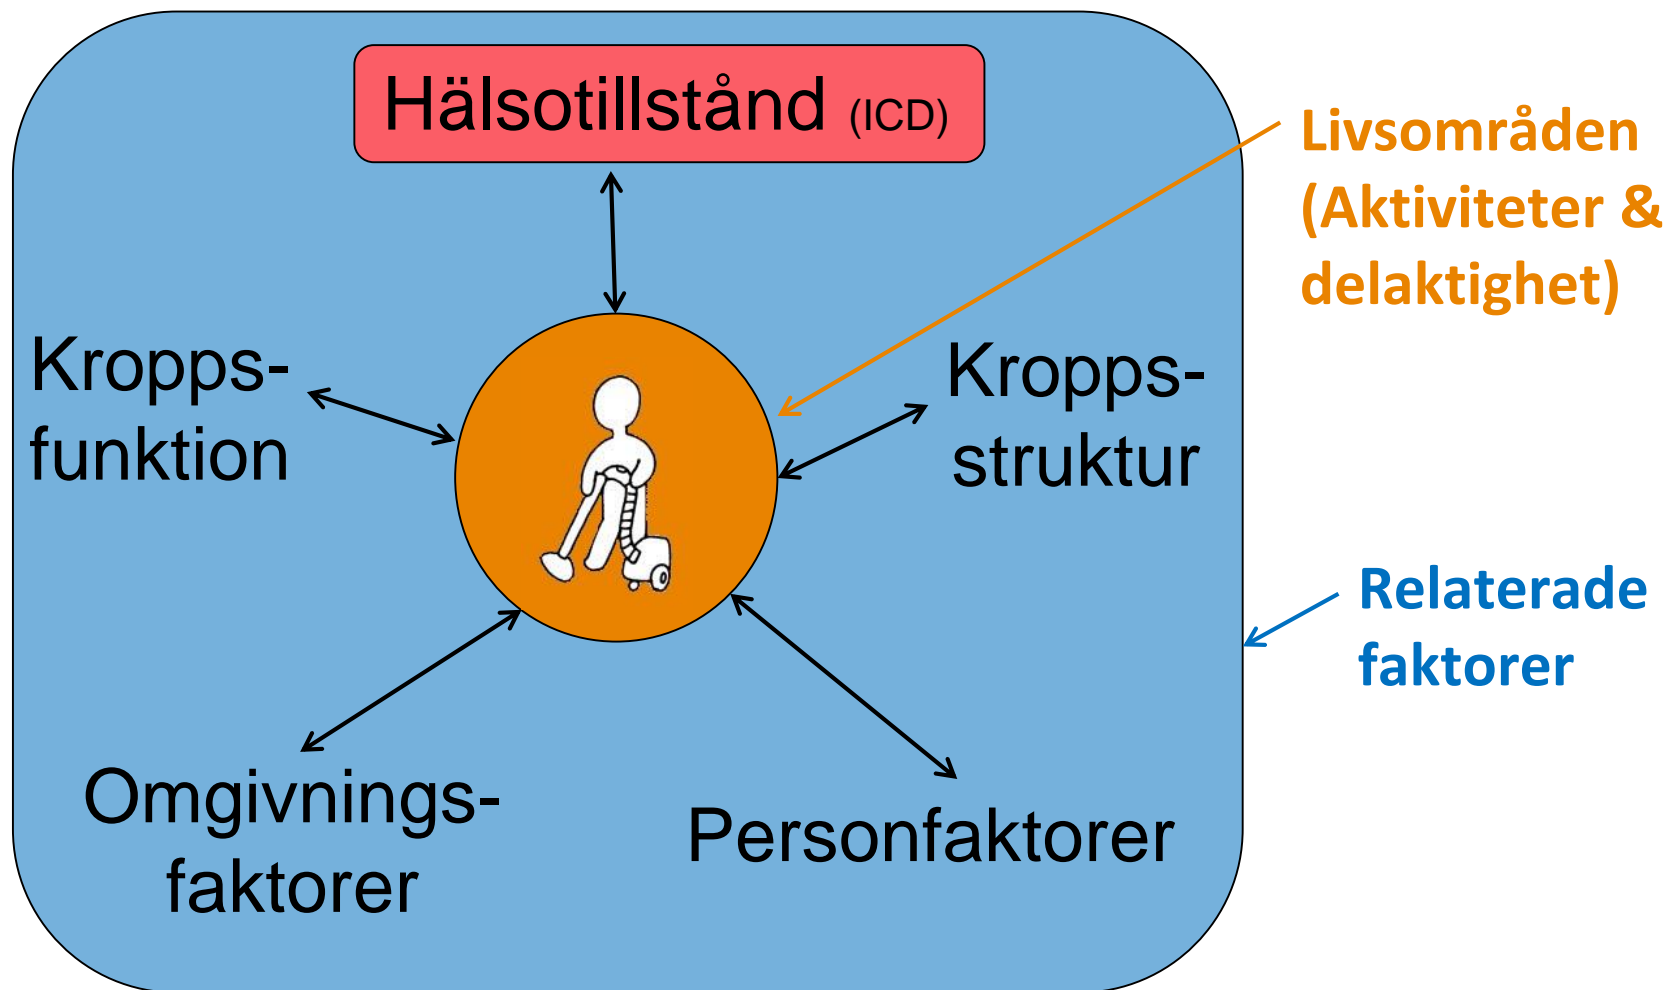 Hälsotillstånd (ICD)
Livsområden
(Aktiviteter &
delaktighet)
Kropps-
funktion
Kropps-
struktur
Relaterade
faktorer
Omgivnings-
faktorer
Personfaktorer